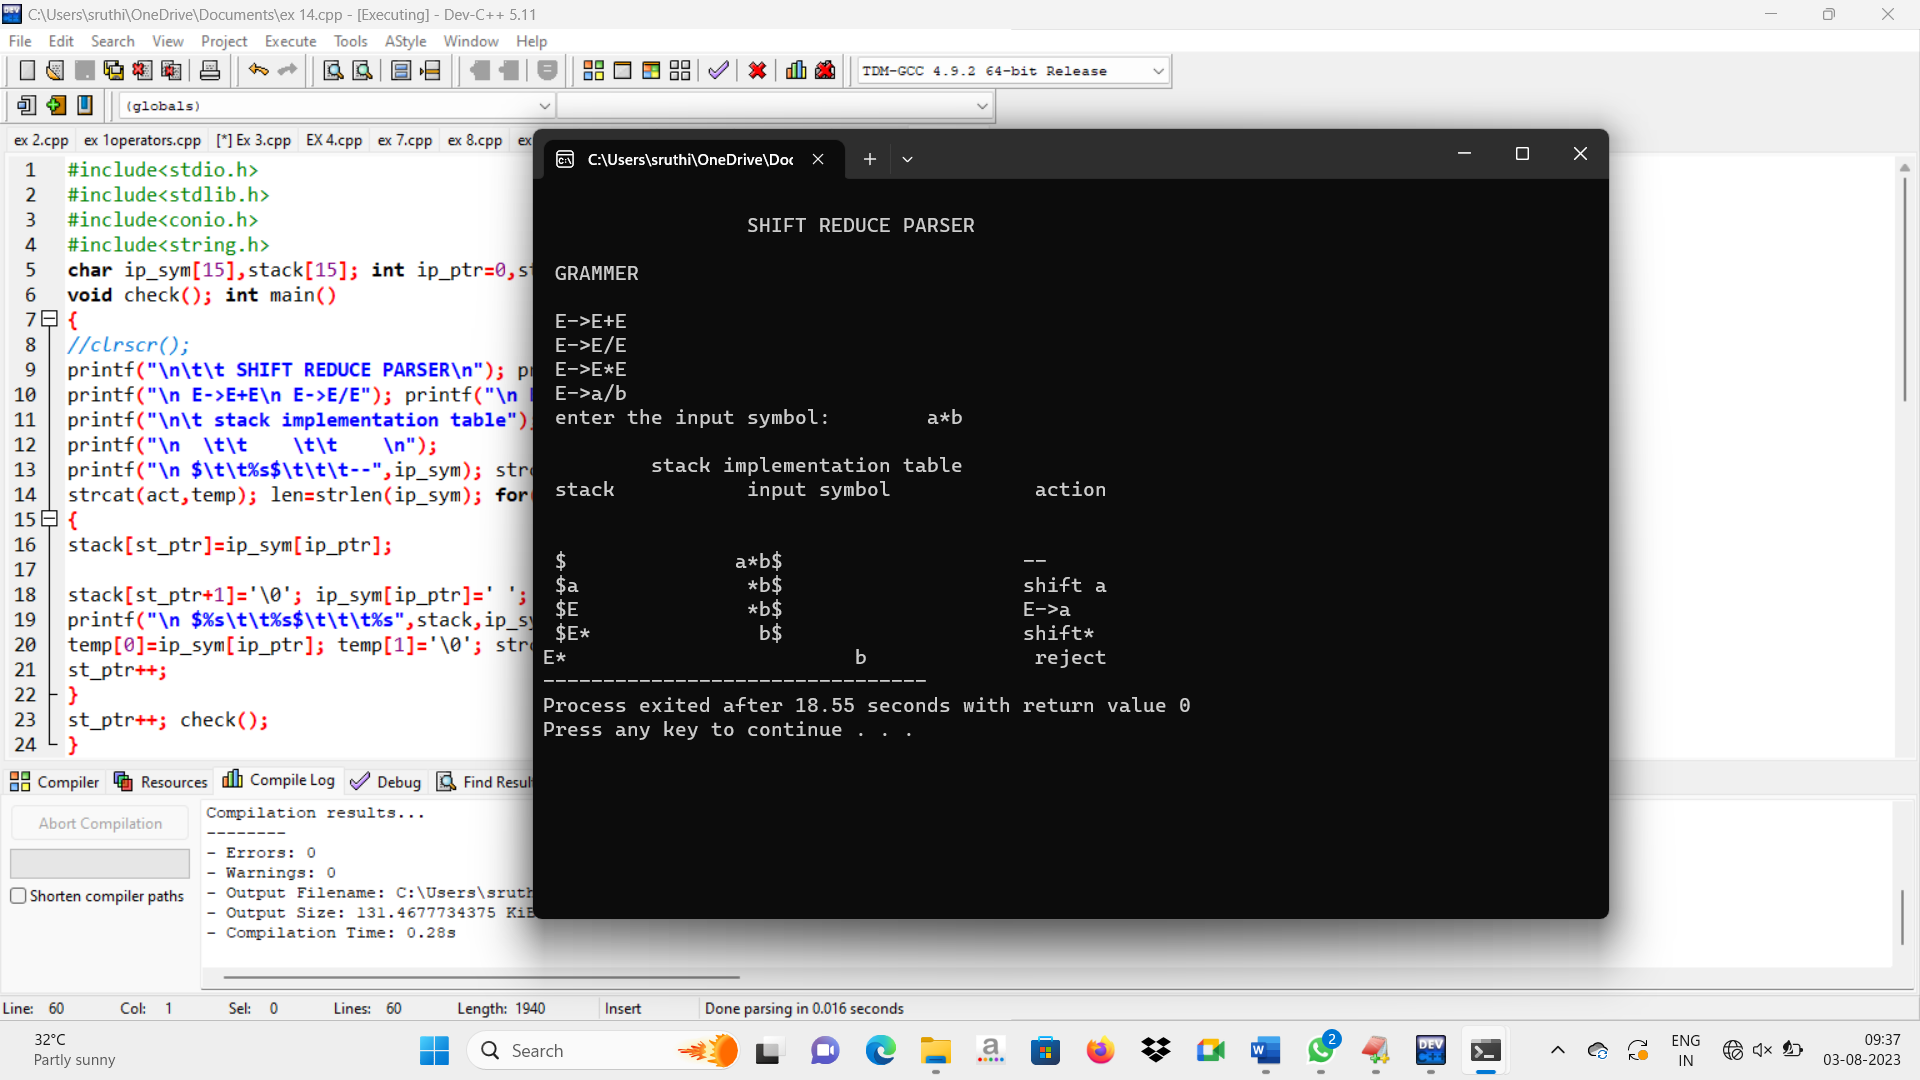 C:\Users\sruthi\OneDrive\Documents\ex 14.cpp - [Executing] - Dev-C++ 5.11
File Edit Search View Project Execute Tools AStyle Window Help
TDM-GCC 4.9.2 64-bit Release
(globals)
ex 2.cpp ex 1operators.cpp [*] Ex 3.cpp EX 4.cpp ex 7.cpp ex 8.cpp ex
1 #include<stdio.h>
2 #include<stdlib.h>
3 #include<conio.h>
4 #include<string.h>
5 char ip_sym[15],stack[15]; int ip_ptr=0,st
6 void check(); int main()
7 {
8 //clrscr();
9 printf("\n\t\t SHIFT REDUCE PARSER\n"); p
10 printf("\n E->E+E\n E->E/E"); printf("\n
11 printf("\n\t stack implementation table")
12 printf("\n  \t\t    \t\t    \n");
13 printf("\n $\t\t%s$\t\t\t--",ip_sym); str
14 strcat(act,temp); len=strlen(ip_sym); for
15 {
16 stack[st_ptr]=ip_sym[ip_ptr];
17
18 stack[st_ptr+1]='\0'; ip_sym[ip_ptr]=' ';
19 printf("\n $%s\t\t%s$\t\t\t%s",stack,ip_sy
20 temp[0]=ip_sym[ip_ptr]; temp[1]='\0'; str
21 st_ptr++;
22 }
23 st_ptr++; check();
24 }
C:\Users\sruthi\OneDrive\Doc
SHIFT REDUCE PARSER
GRAMMER
E->E+E
E->E/E
E->E*E
E->a/b
enter the input symbol: a*b
stack implementation table
stack input symbol action
$ a*b$ --
$a *b$ shift a
$E *b$ E->a
$E* b$ shift*
E* b reject
--------------------------------
Process exited after 18.55 seconds with return value 0
Press any key to continue . . .
Compiler Resources Compile Log Debug Find Resul
Abort Compilation
Shorten compiler paths
Compilation results...
--------
- Errors: 0
- Warnings: 0
- Output Filename: C:\Users\sruth
- Output Size: 131.4677734375 KiB
- Compilation Time: 0.28s
Line: 60 Col: 1 Sel: 0 Lines: 60 Length: 1940 Insert Done parsing in 0.016 seconds
32°C
Partly sunny
Search
2
ENG
IN
09:37
03-08-2023